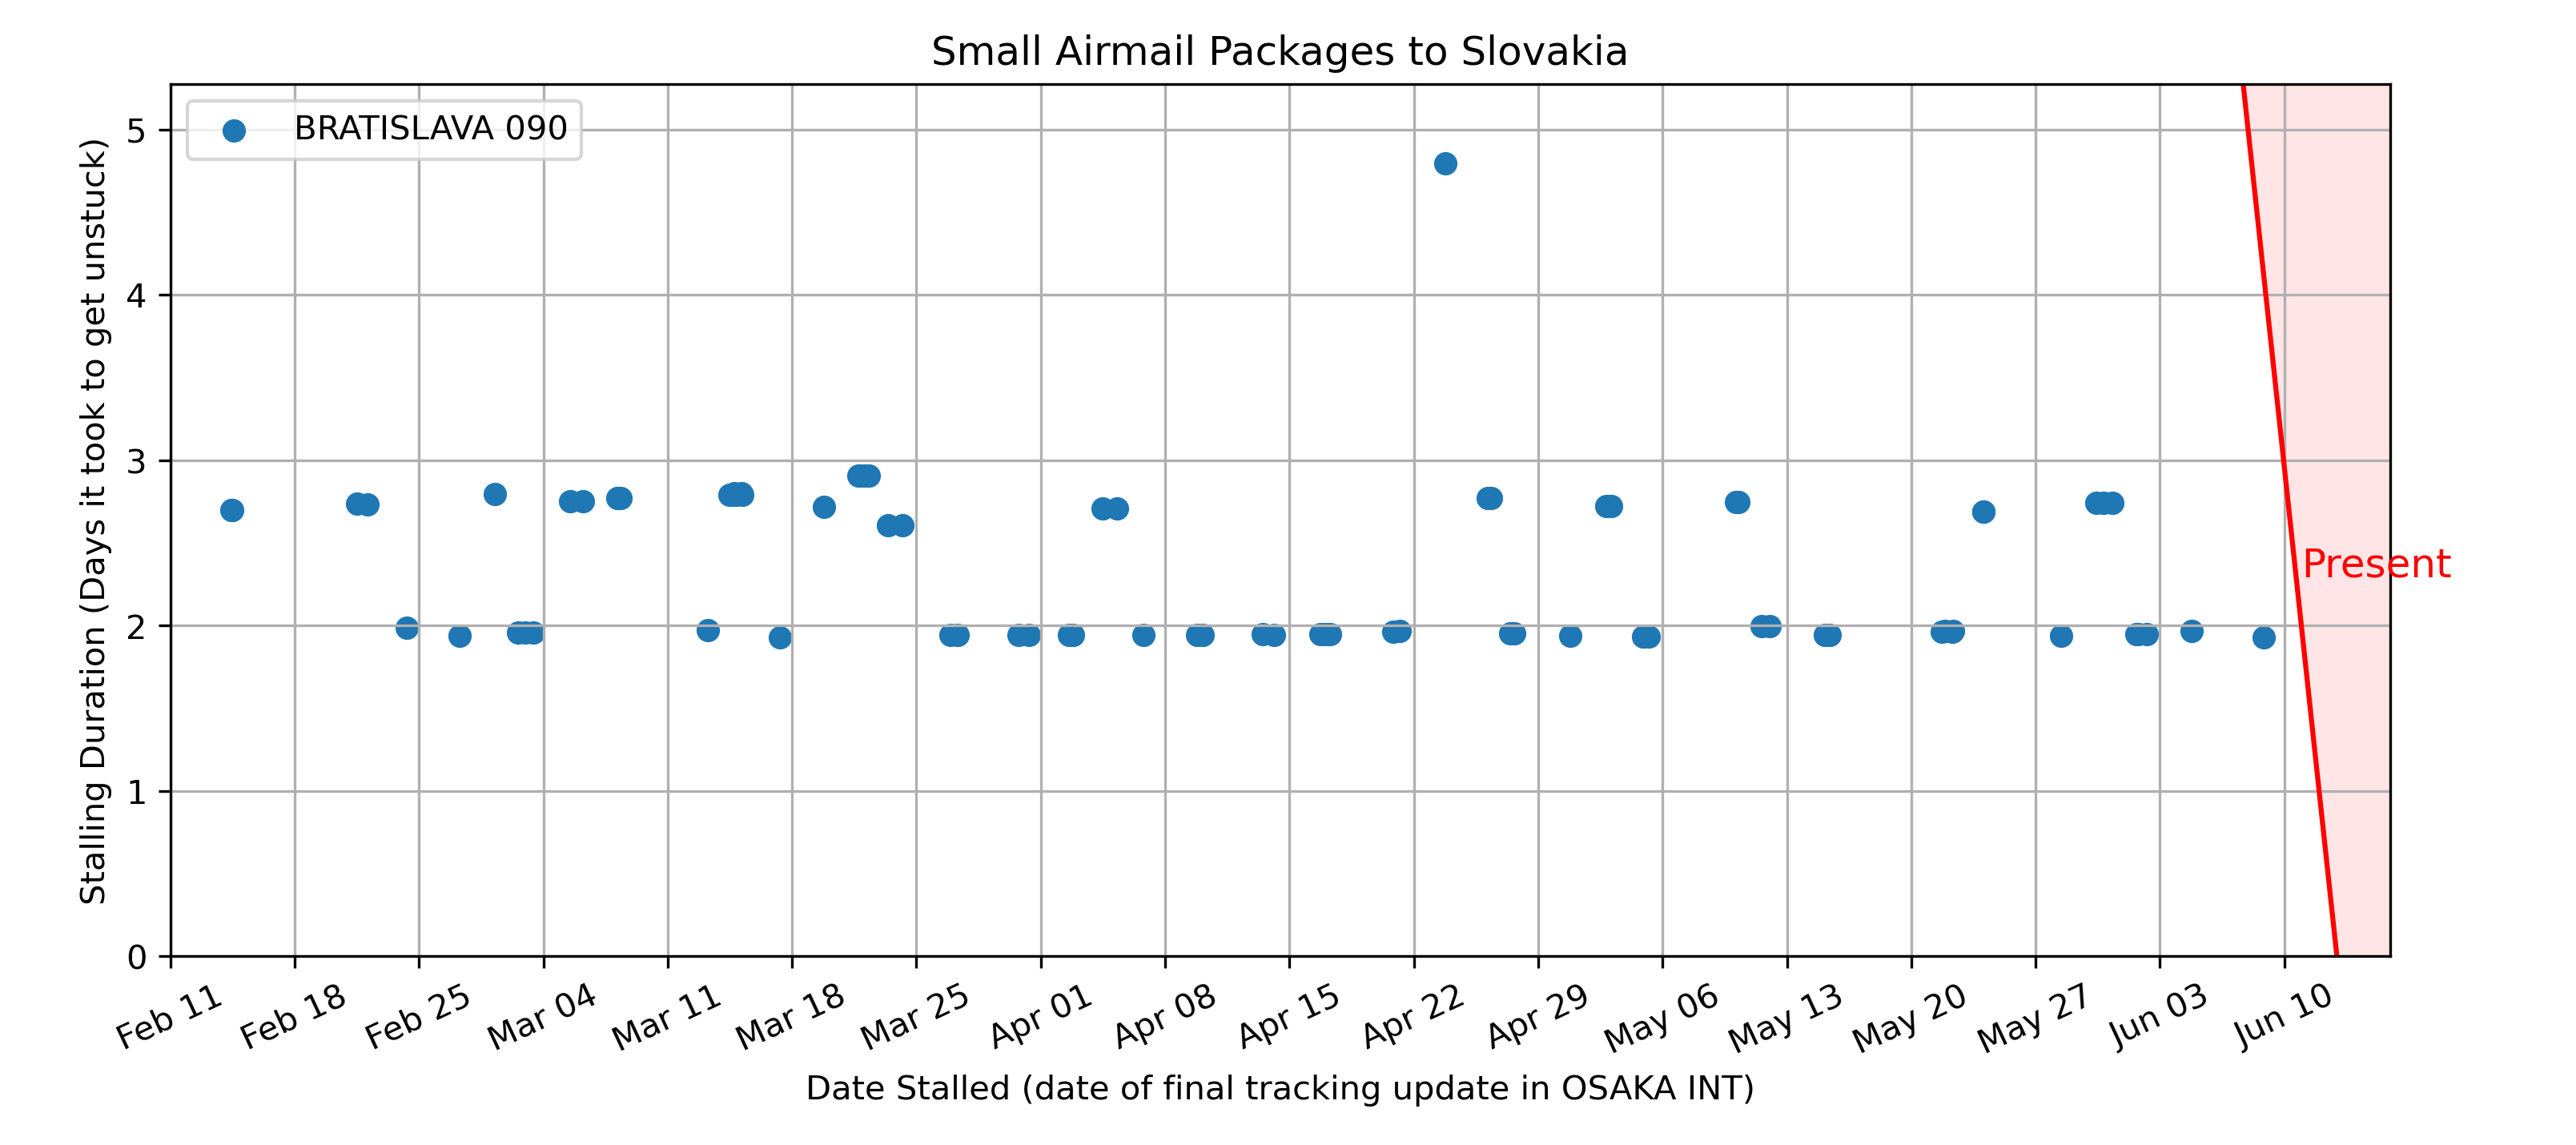 Small Airmail Packages to Slovakia
BRATISLAVA 090
Stalling Duration (Days it took to get unstuck)
5
4
3
2
1
0
Present
Feb 11
Feb 18
Feb 25
Mar 04
Mar 11
Mar 18
Mar 25
Apr 01
Apr 08
Apr 15
Apr 22
Apr 29
May 06
May 13
May 20
May 27
Jun 03
Jun 10
Date Stalled (date of final tracking update in OSAKA INT)